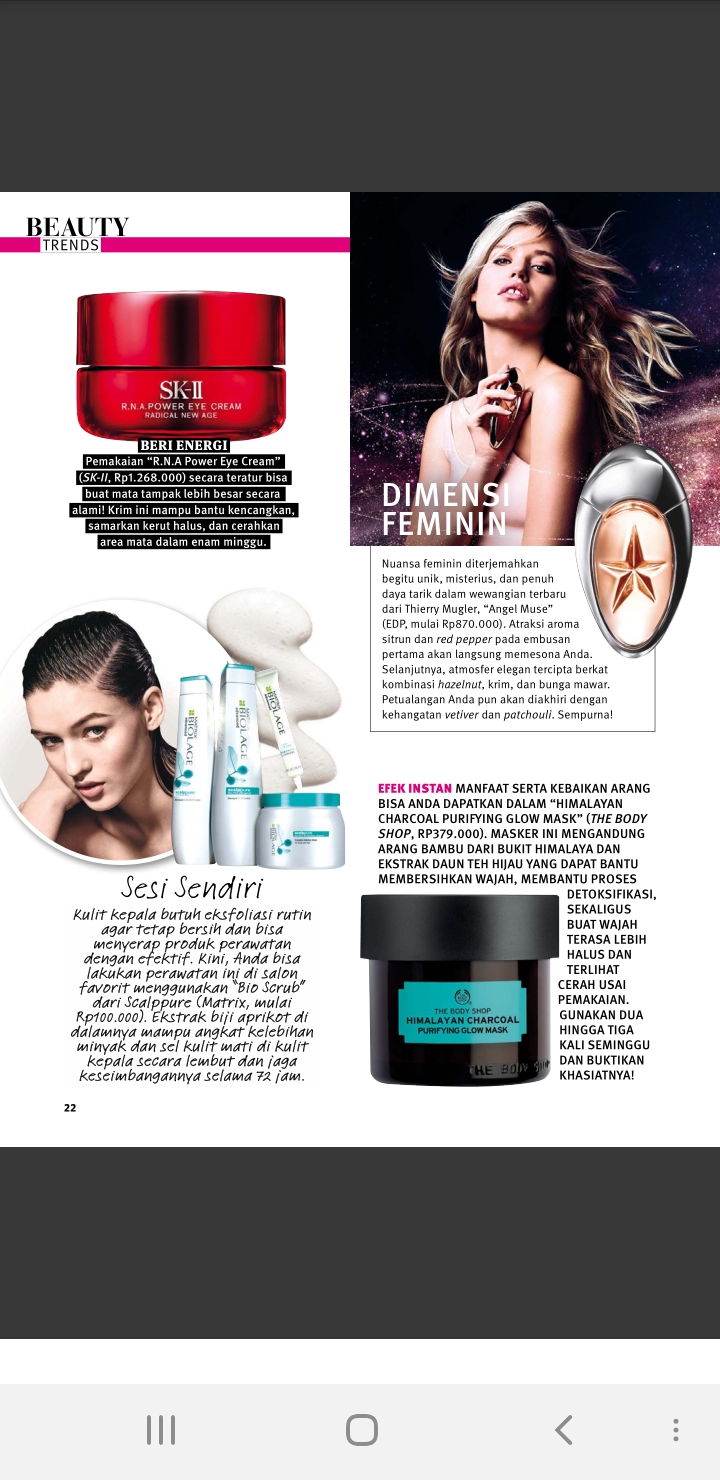 BEAUTY
TRENDS
SK-II
R.N.A.POWER EYE CREAM
RADICAL NEW AGE
BERI ENERGI
Pemakaian “R.N.A Power Eye Cream”
(SK-II, Rp1.268.000) secara teratur bisa
buat mata tampak lebih besar secara
alami! Krim ini mampu bantu kencangkan,
samarkan kerut halus, dan cerahkan
area mata dalam enam minggu.
DIMENSI
FEMININ
Nuansa feminin diterjemahkan
begitu unik, misterius, dan penuh
daya tarik dalam wewangian terbaru
dari Thierry Mugler, “Angel Muse”
(EDP, mulai Rp870.000). Atraksi aroma
sitrun dan red pepper pada embusan
pertama akan langsung memesona Anda.
Selanjutnya, atmosfer elegan tercipta berkat
kombinasi hazelnut, krim, dan bunga mawar.
Petualangan Anda pun akan diakhiri dengan
kehangatan vetiver dan patchouli. Sempurna!
BIOLAGE
BIOLAGE
BIOLAGE
Sesi Sendiri
Kulit kepala butuh eksfoliasi rutin
agar tetap bersih dan bisa
menyerap produk perawatan
dengan efektif. Kini, Anda bisa
lakukan perawatan ini di salon
favorit menggunakan “Bio Scrub”
dari Scalppure (Matrix, mulai
Rp100.000). Ekstrak biji aprikot di
dalamnya mampu angkat kelebihan
minyak dan sel kulit mati di kulit
kepala secara lembut dan jaga
keseimbangannya selama 72 jam.
EFEK INSTAN MANFAAT SERTA KEBAIKAN ARANG
BISA ANDA DAPATKAN DALAM “HIMALAYAN
CHARCOAL PURIFYING GLOW MASK” (THE BODY
SHOP, RP379.000). MASKER INI MENGANDUNG
ARANG BAMBU DARI BUKIT HIMALAYA DAN
EKSTRAK DAUN TEH HIJAU YANG DAPAT BANTU
MEMBERSIHKAN WAJAH, MEMBANTU PROSES
DETOKSIFIKASI,
SEKALIGUS
BUAT WAJAH
TERASA LEBIH
HALUS DAN
TERLIHAT
CERAH USAI
PEMAKAIAN.
GUNAKAN DUA
HINGGA TIGA
KALI SEMINGGU
DAN BUKTIKAN
KHASIATNYA!
THE BODY SHOP
HIMALAYAN CHARCOAL
PURIFYING GLOW MASK
THE BODY SHOP
22